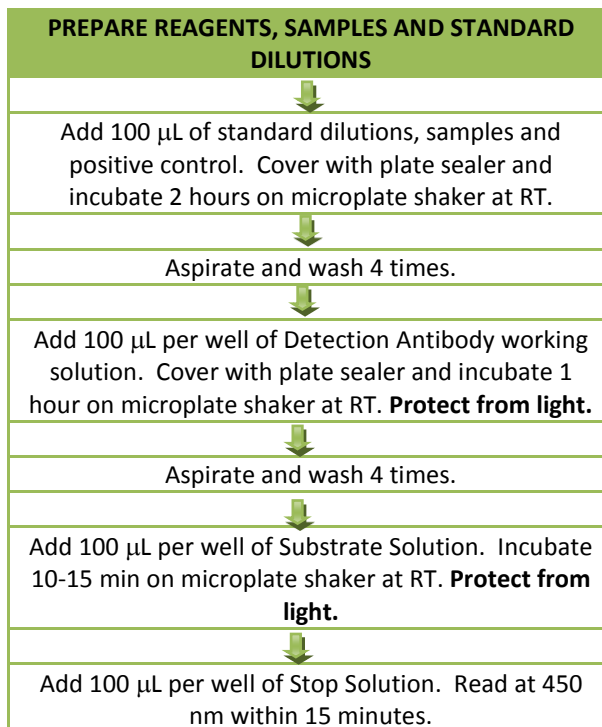 PREPARE REAGENTS, SAMPLES AND STANDARD
DILUTIONS
Add 100 µL of standard dilutions, samples and
positive control.  Cover with plate sealer and
incubate 2 hours on microplate shaker at RT.
Aspirate and wash 4 times.
Add 100 µL per well of Detection Antibody working
solution.  Cover with plate sealer and incubate 1
hour on microplate shaker at RT. Protect from light.
Aspirate and wash 4 times.
Add 100 µL per well of Substrate Solution.  Incubate
10-15 min on microplate shaker at RT. Protect from
light.
Add 100 µL per well of Stop Solution.  Read at 450
nm within 15 minutes.